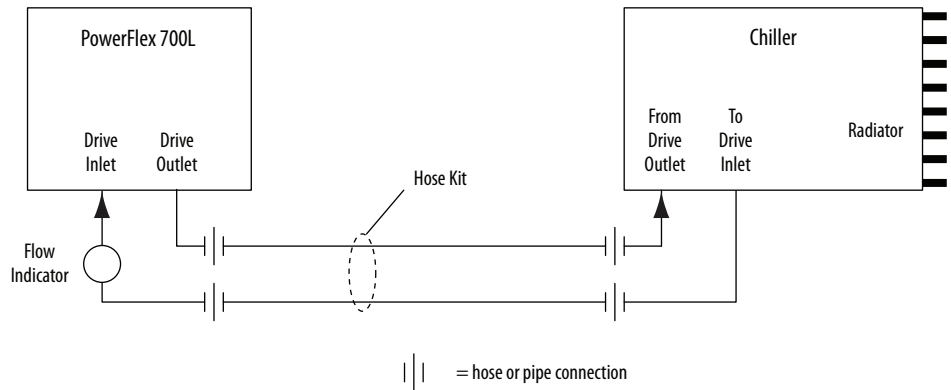 PowerFlex 700L
Drive
Inlet
Drive
Outlet
Flow
Indicator
Hose Kit
Chiller
From
Drive
Outlet
To
Drive
Inlet
Radiator
= hose or pipe connection